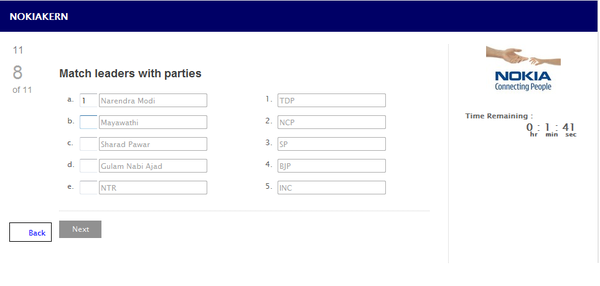 NOKIAKERN
11
8
of 11
Match leaders with parties
a. 1 Narendra Modi 1. TDP
b. Mayawathi 2. NCP
c. Sharad Pawar 3. SP
d. Gulam Nabi Ajad 4. BJP
e. NTR 5. INC
Back Next
NOKIA
Connecting People
Time Remaining :
0 : 1 : 41
hr min sec